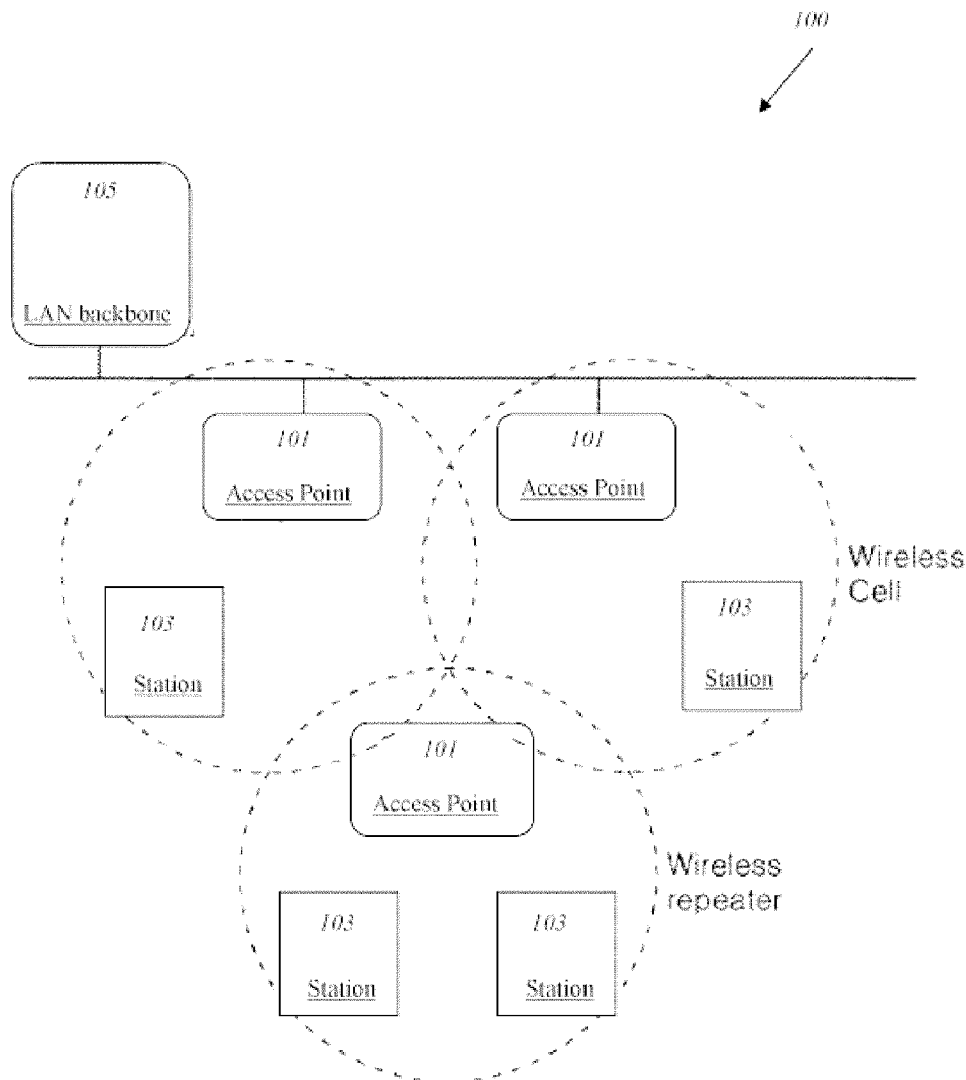 100
105
LAN backbone
101
Access Point
101
Access Point
Wireless
Cell
103
Station
103
Station
101
Access Point
Wireless
repeater
103
Station
103
Station